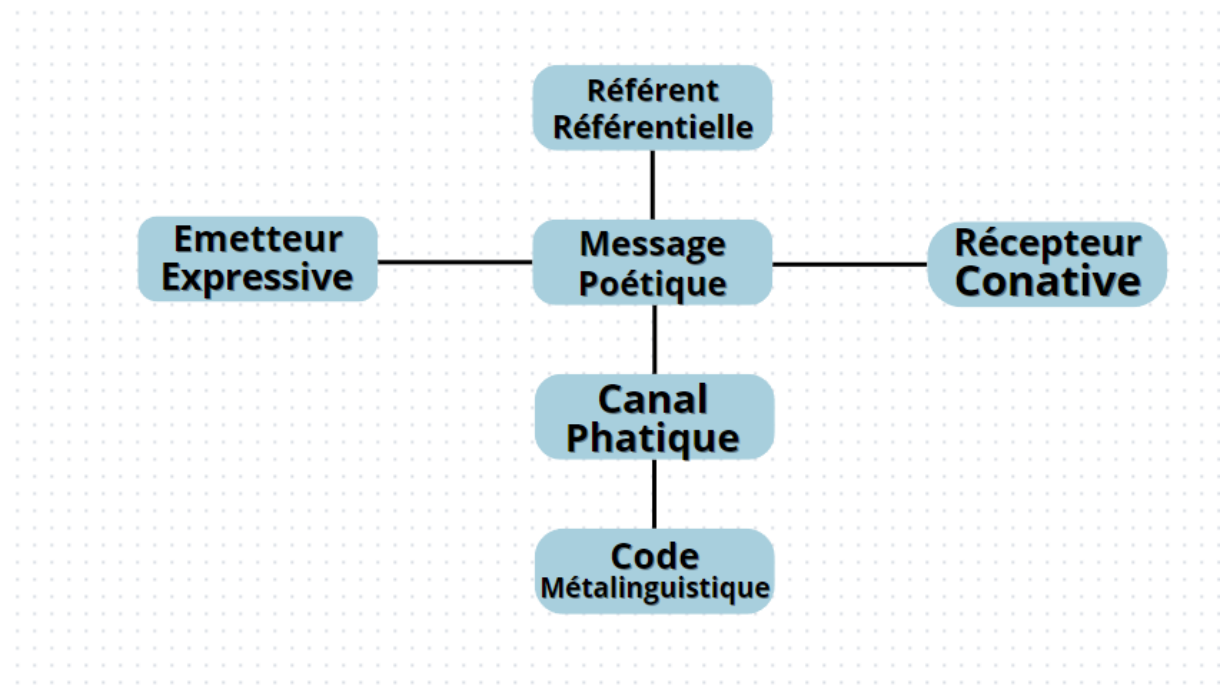 Référent
Référentielle
Emetteur
Expressive
Message
Poétique
Récepteur
Conative
Canal
Phatique
Code
Métalinguistique